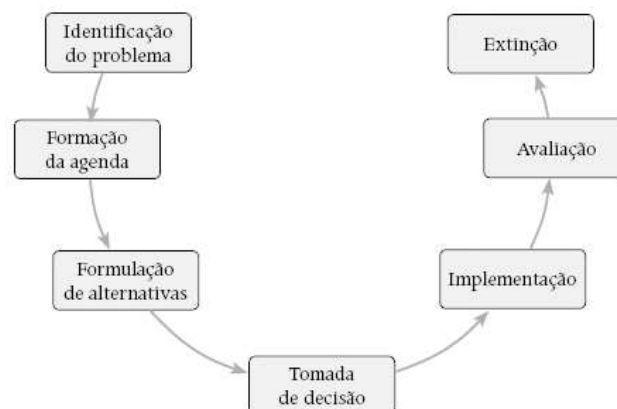 Identificação
do problema
Formação
da agenda
Formulação
de alternativas
Tomada
de decisão
Implementação
Avaliação
Extinção